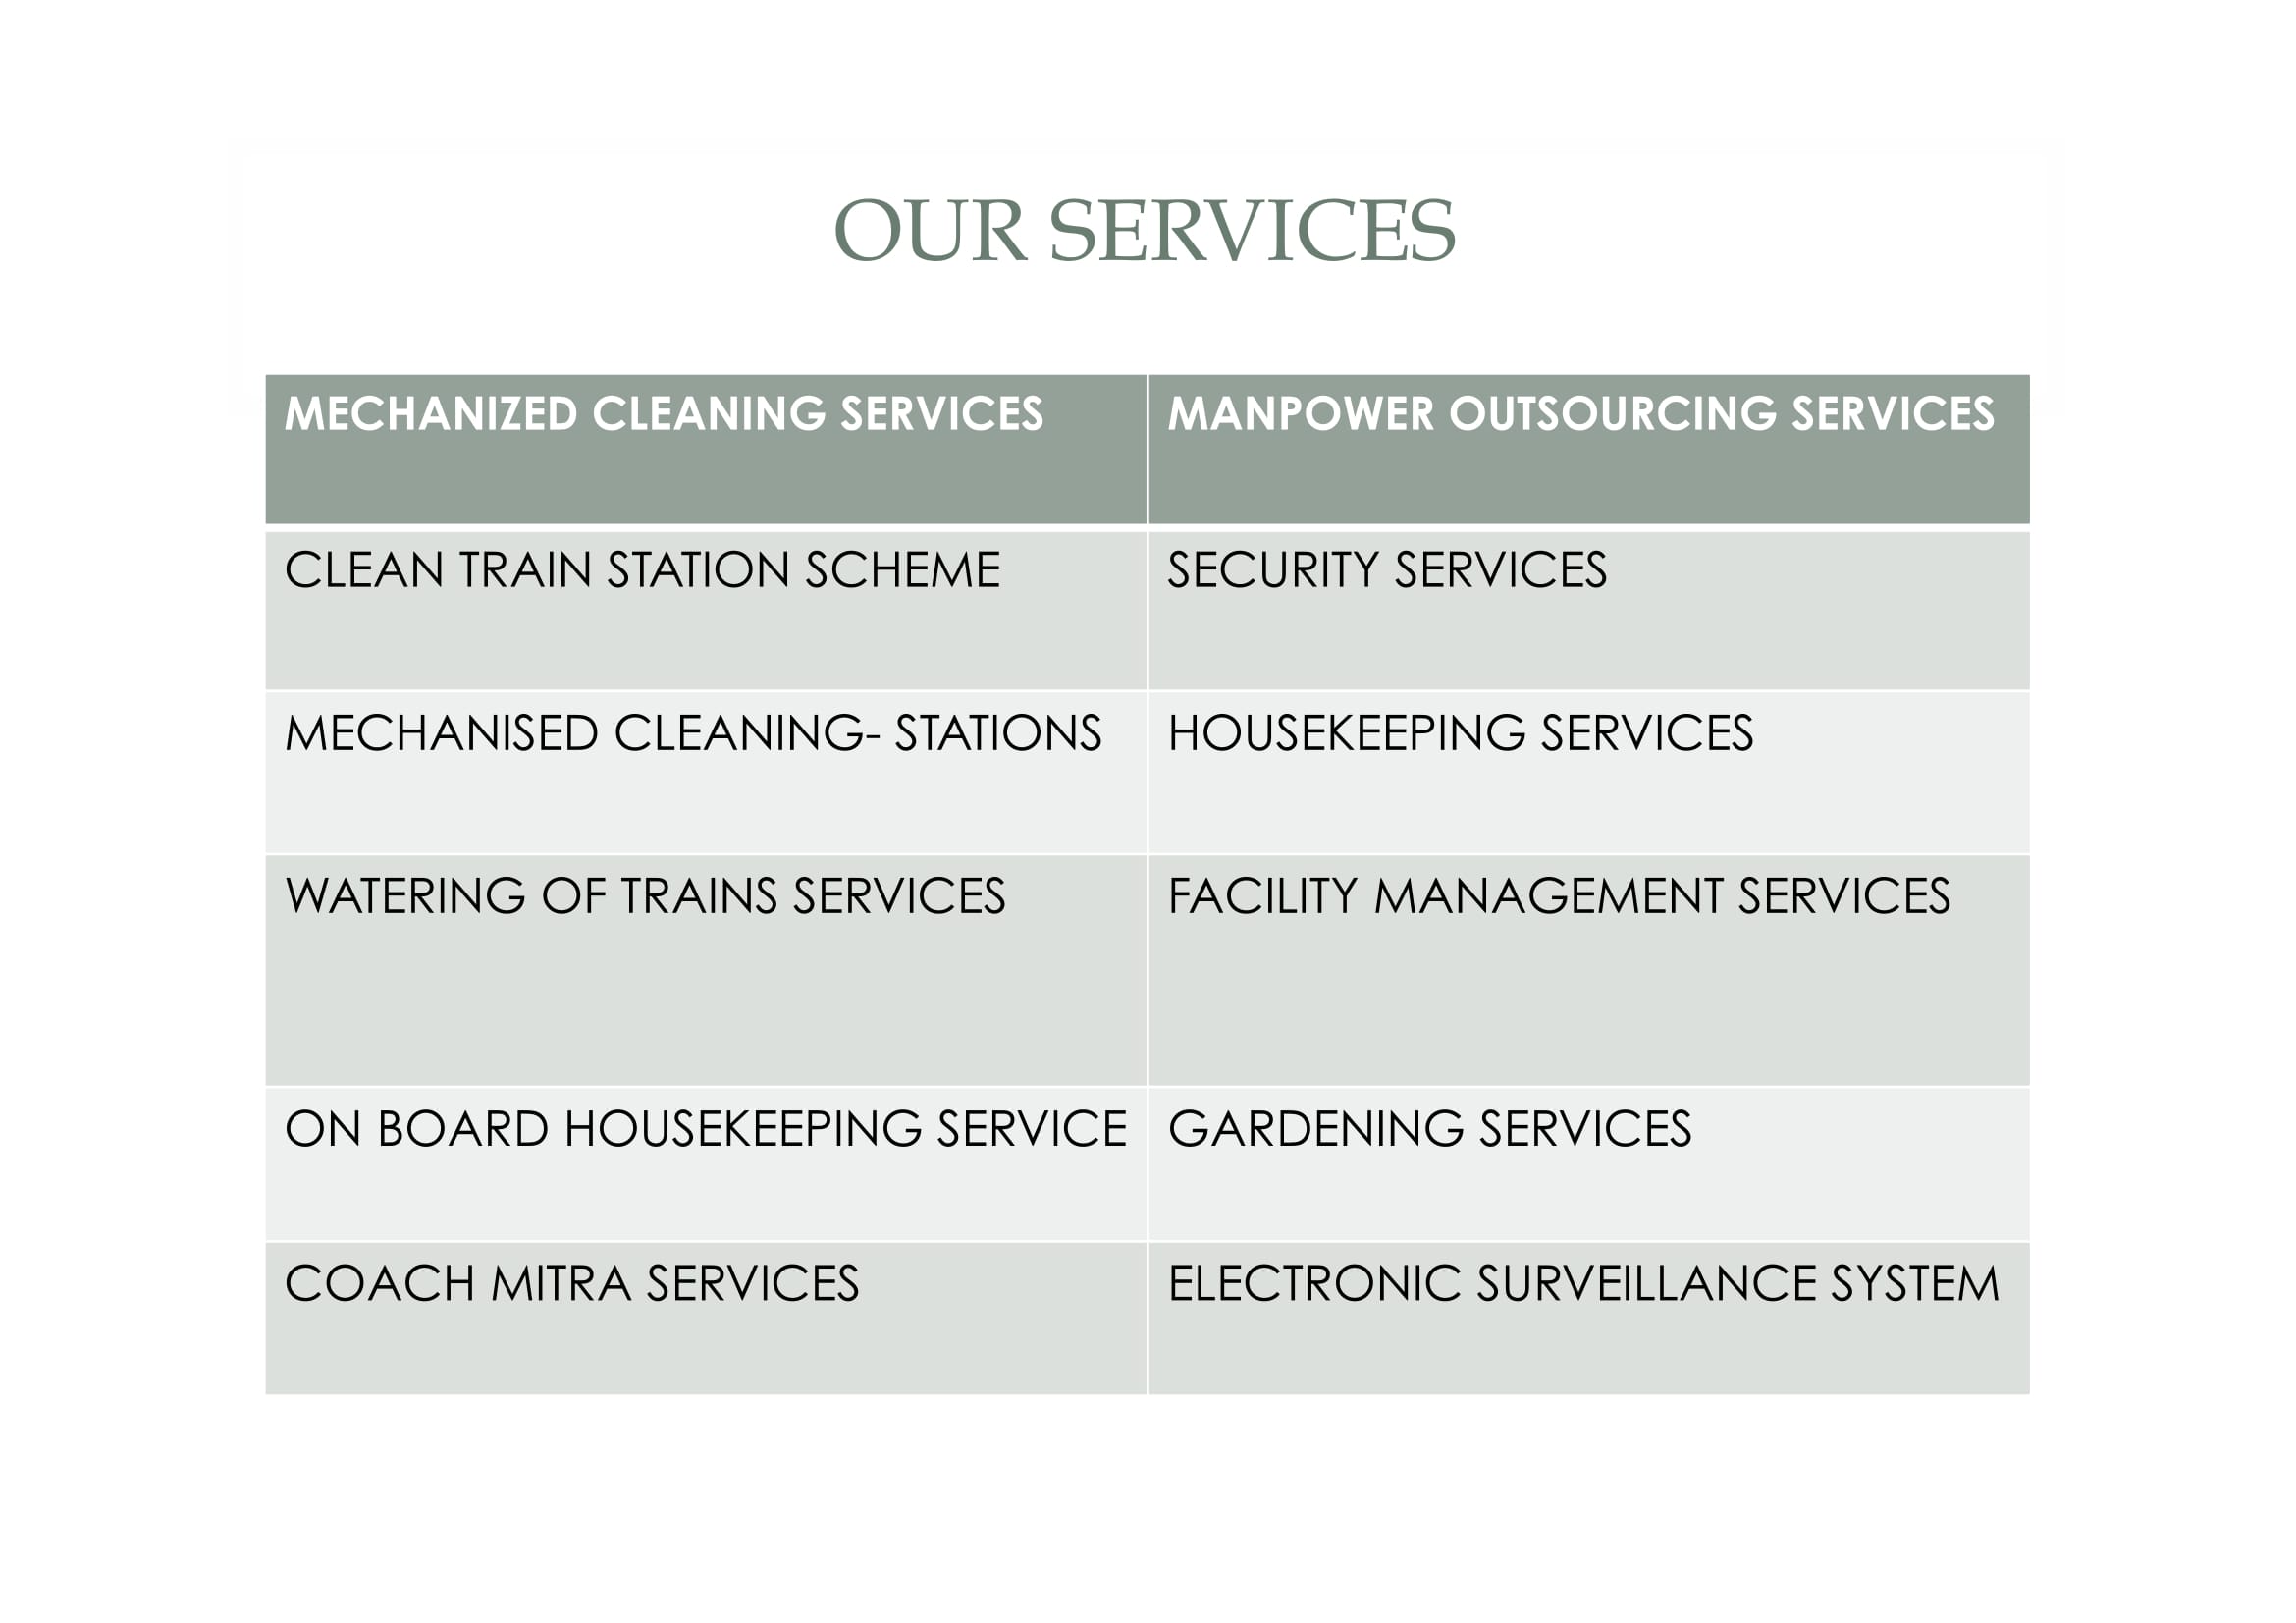 OUR SERVICES
MECHANIZED CLEANING SERVICES
MANPOWER OUTSOURCING SERVICES
CLEAN TRAIN STATION SCHEME
SECURITY SERVICES
MECHANISED CLEANING- STATIONS
HOUSEKEEPING SERVICES
WATERING OF TRAINS SERVICES
FACILITY MANAGEMENT SERVICES
ON BOARD HOUSEKEEPING SERVICE
GARDENING SERVICES
COACH MITRA SERVICES
ELECTRONIC SURVEILLANCE SYSTEM